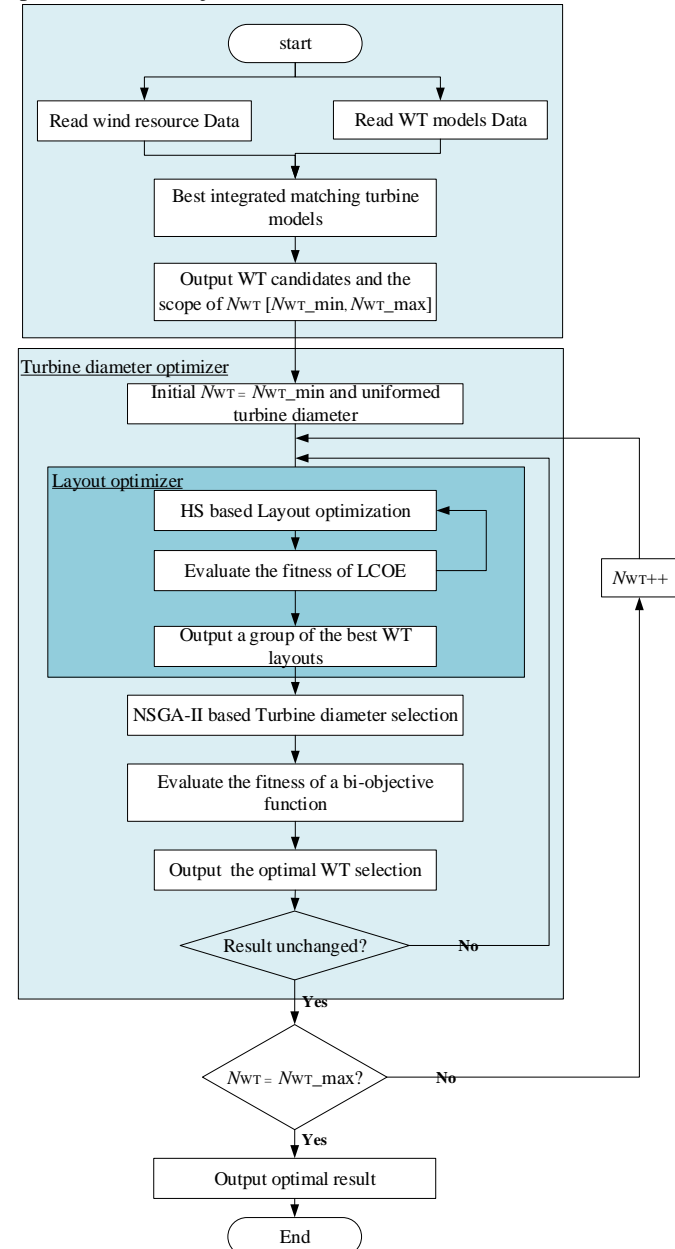 start
Read wind resource Data
Read WT models Data
Best integrated matching turbine
models
Output WT candidates and the
scope of NWT [NWT_min, NWT_max]
Turbine diameter optimizer
Initial NWT = NWT_min and uniformed
turbine diameter
Layout optimizer
HS based Layout optimization
Evaluate the fitness of LCOE
NWT++
Output a group of the best WT
layouts
NSGA-II based Turbine diameter selection
Evaluate the fitness of a bi-objective
function
Output the optimal WT selection
Result unchanged?
No
Yes
NWT = NWT_max?
No
Yes
Output optimal result
End